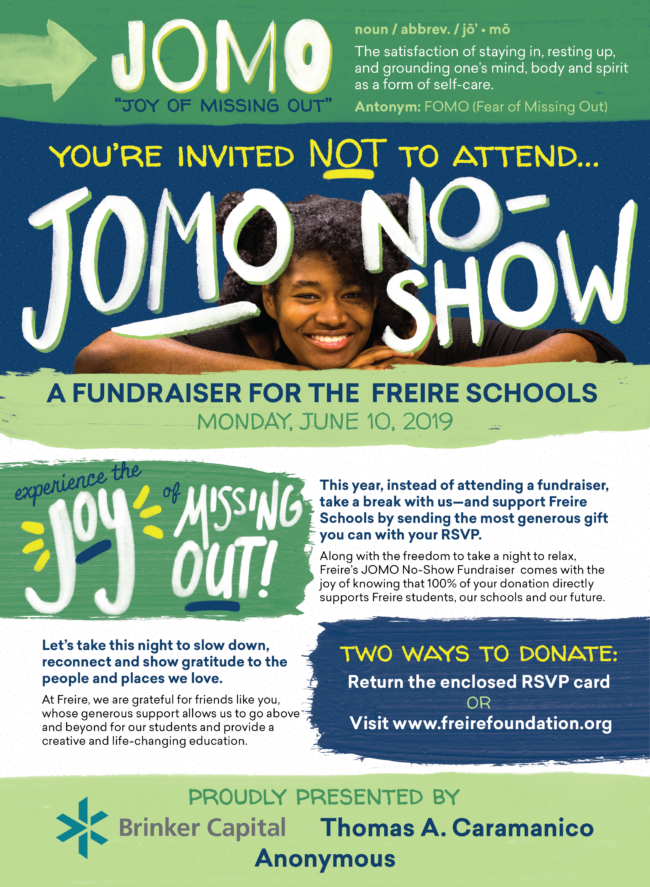 JOMO
"JOY OF MISSING OUT"
noun / abbrev. / jō’ • mō
The satisfaction of staying in, resting up,
and grounding one’s mind, body and spirit
as a form of self-care.
Antonym: FOMO (Fear of Missing Out)
YOU'RE INVITED NOT TO ATTEND...
JOMO NO-
SHOW
A FUNDRAISER FOR THE FREIRE SCHOOLS
MONDAY, JUNE 10, 2019
experience the
JOY of MISSING
OUT!
This year, instead of attending a fundraiser,
take a break with us—and support Freire
Schools by sending the most generous gift
you can with your RSVP.
Along with the freedom to take a night to relax,
Freire’s JOMO No-Show Fundraiser comes with the
joy of knowing that 100% of your donation directly
supports Freire students, our schools and our future.
Let’s take this night to slow down,
reconnect and show gratitude to the
people and places we love.
At Freire, we are grateful for friends like you,
whose generous support allows us to go above
and beyond for our students and provide a
creative and life-changing education.
TWO WAYS TO DONATE:
Return the enclosed RSVP card
OR
Visit www.freirefoundation.org
PROUDLY PRESENTED BY
Brinker Capital Thomas A. Caramanico
Anonymous